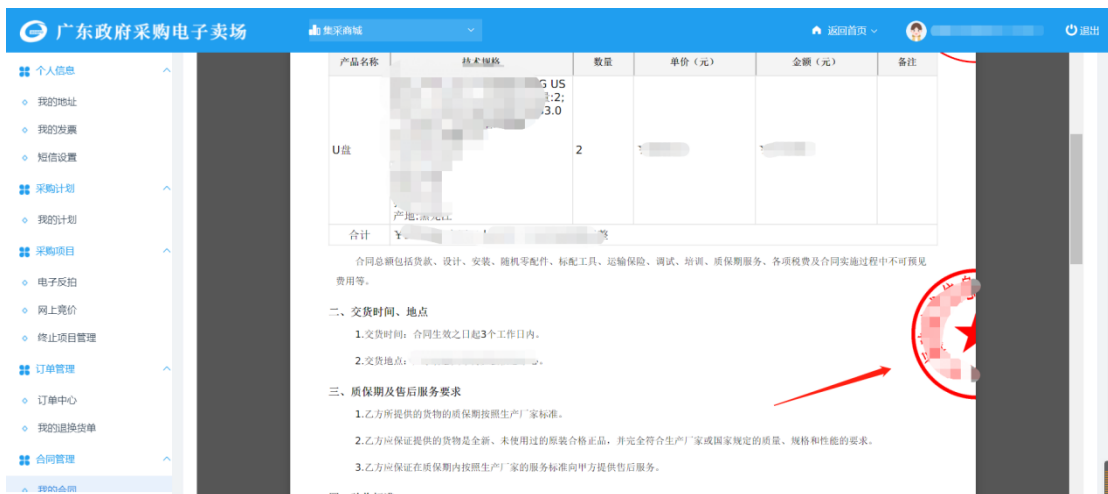 广东政府采购电子卖场
集采商城
返回首页
退出
个人信息
我的地址
我的发票
短信设置
采购计划
我的计划
采购项目
电子反拍
网上竞价
终止项目管理
订单管理
订单中心
我的退换货单
合同管理
我的合同
产品名称 技术规格 数量 单价（元） 金额（元） 备注
G US
:2;
3.0
U盘 2
产地:黑龙江
合计 ¥ 整
合同总额包括货款、设计、安装、随机零配件、标配工具、运输保险、调试、培训、质保期服务、各项税费及合同实施过程中不可预见
费用等。
二、交货时间、地点
1.交货时间：合同生效之日起3个工作日内。
2.交货地点：
三、质保期及售后服务要求
1.乙方所提供的货物的质保期按照生产厂家标准。
2.乙方应保证提供的货物是全新、未使用过的原装合格正品，并完全符合生产厂家或国家规定的质量、规格和性能的要求。
3.乙方应保证在质保期内按照生产厂家的服务标准向甲方提供售后服务。